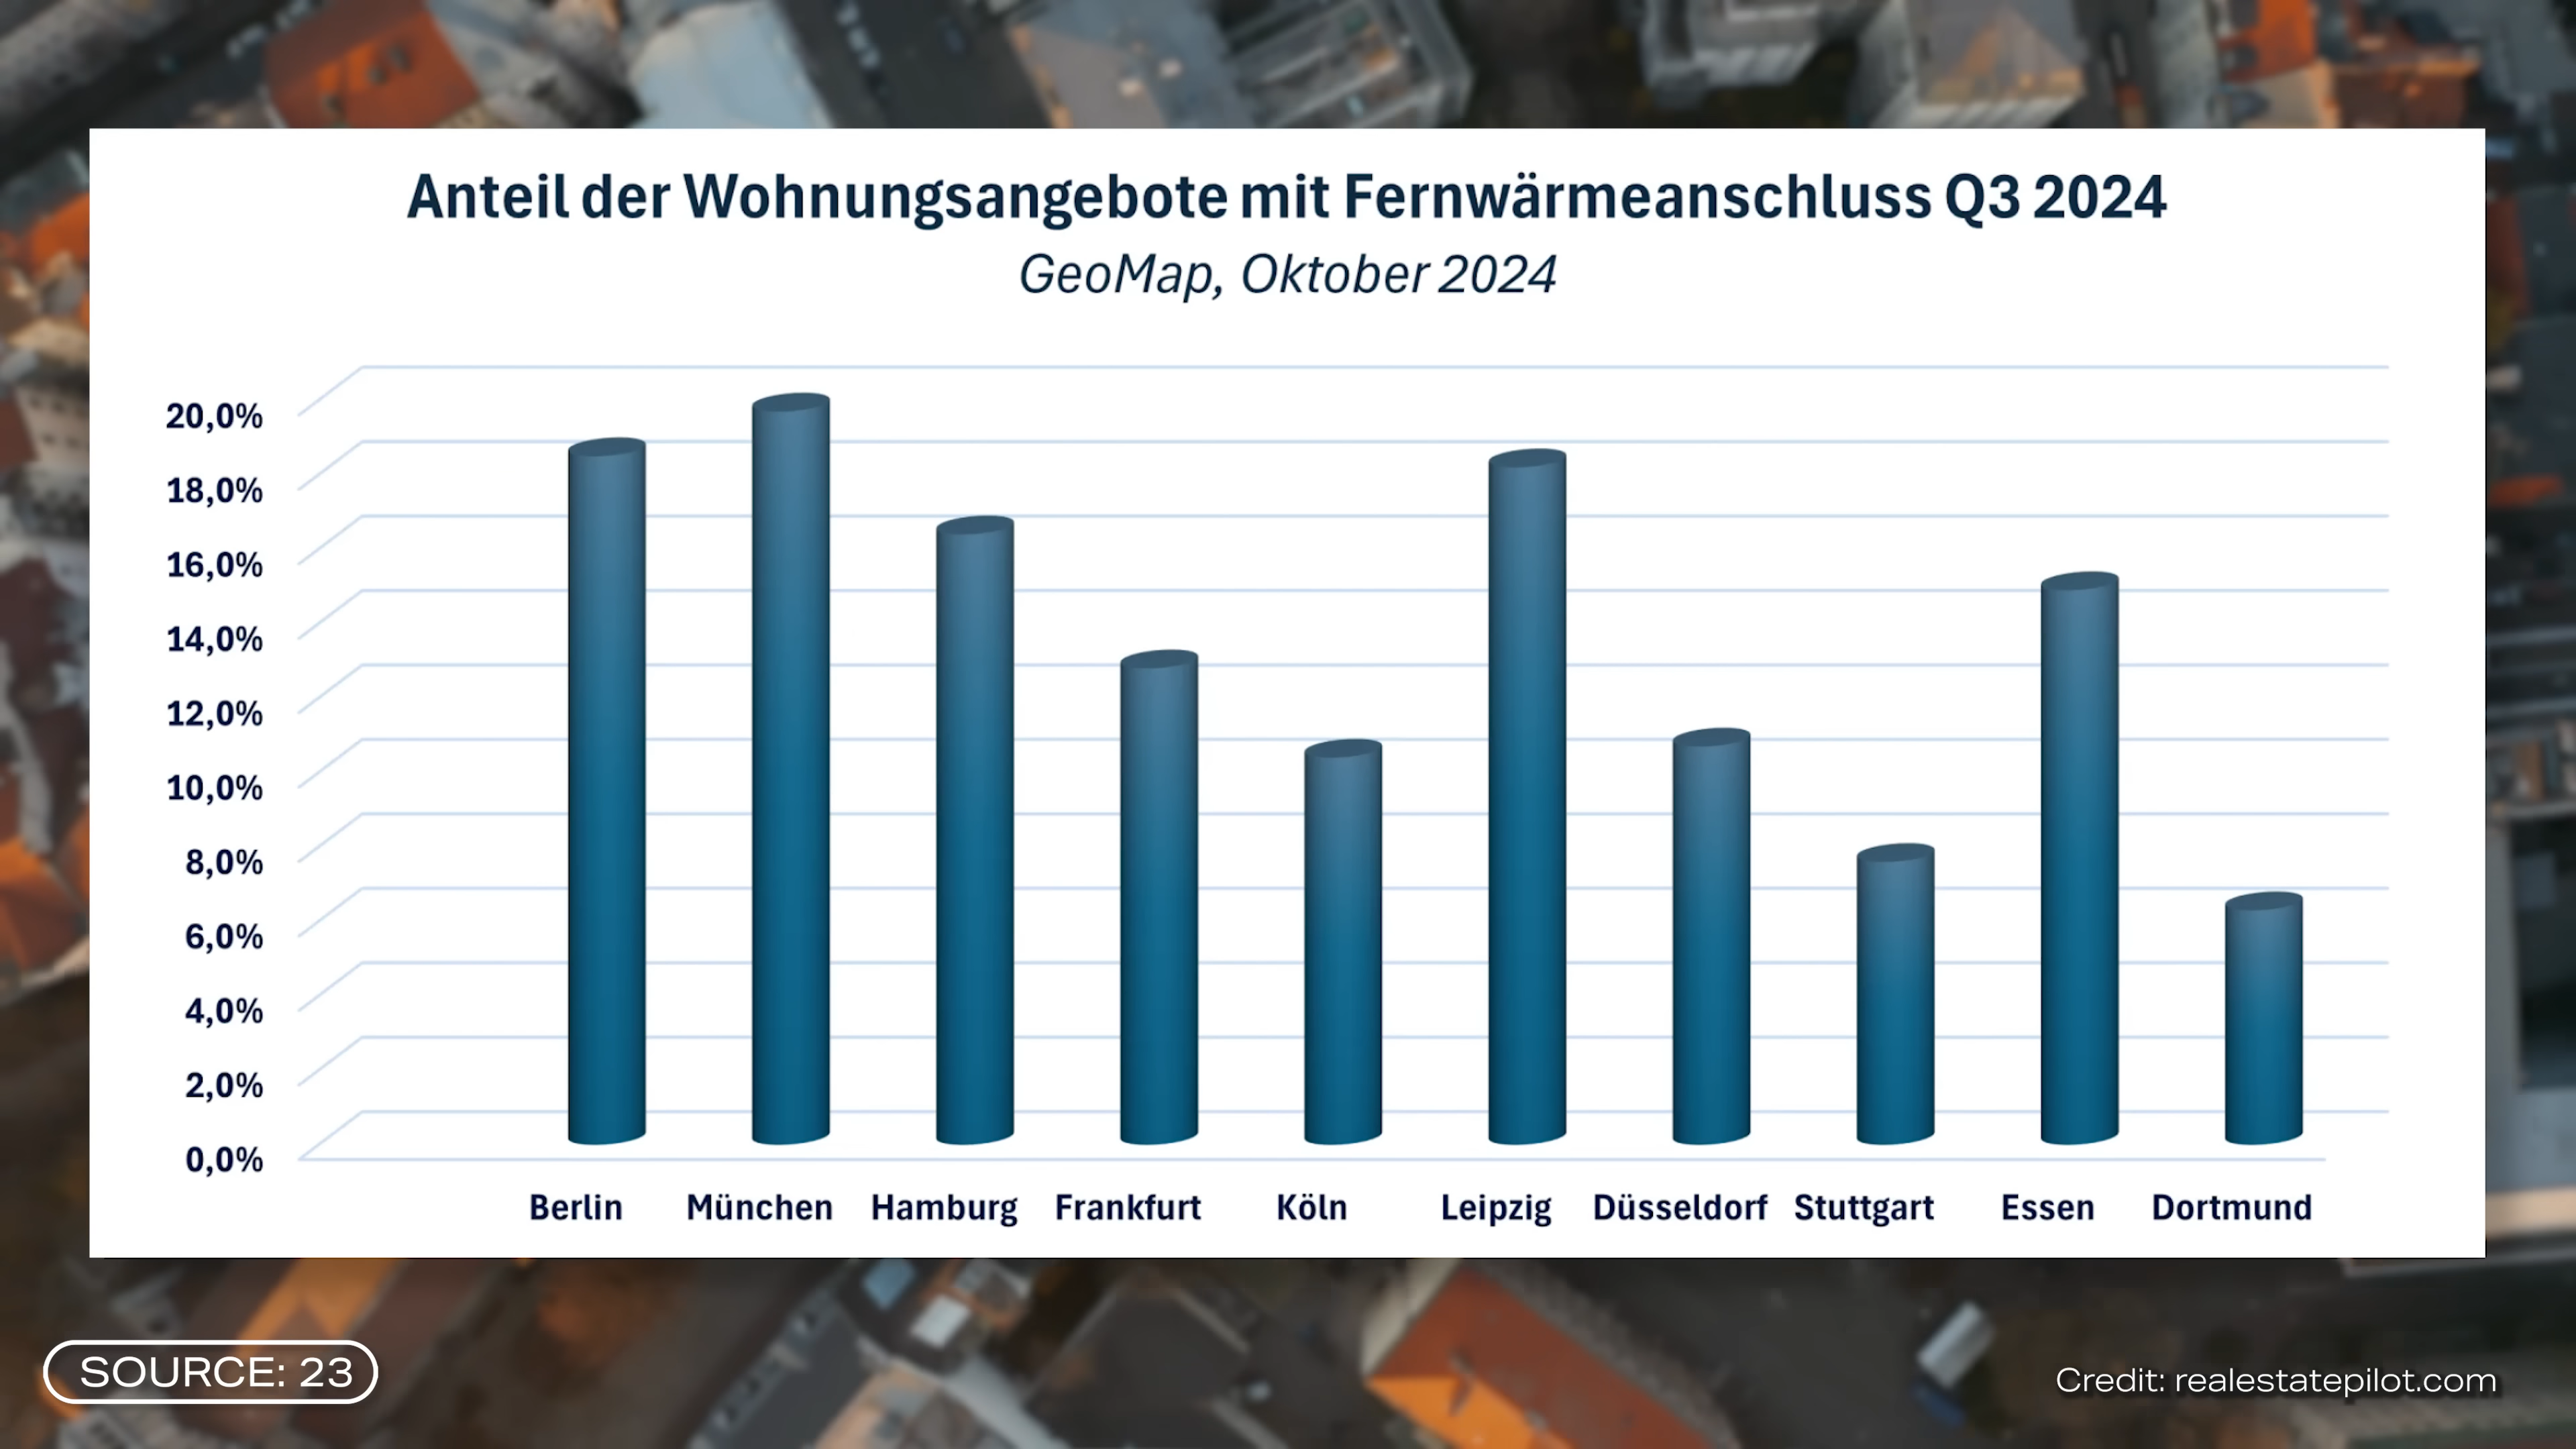 Anteil der Wohnungsangebote mit Fernwärmeanschluss Q3 2024
GeoMap, Oktober 2024
20,0%
18,0%
16,0%
14,0%
12,0%
10,0%
8,0%
6,0%
4,0%
2,0%
0,0%
Berlin München Hamburg Frankfurt Köln Leipzig Düsseldorf Stuttgart Essen Dortmund
SOURCE: 23
Credit: realestatepilot.com